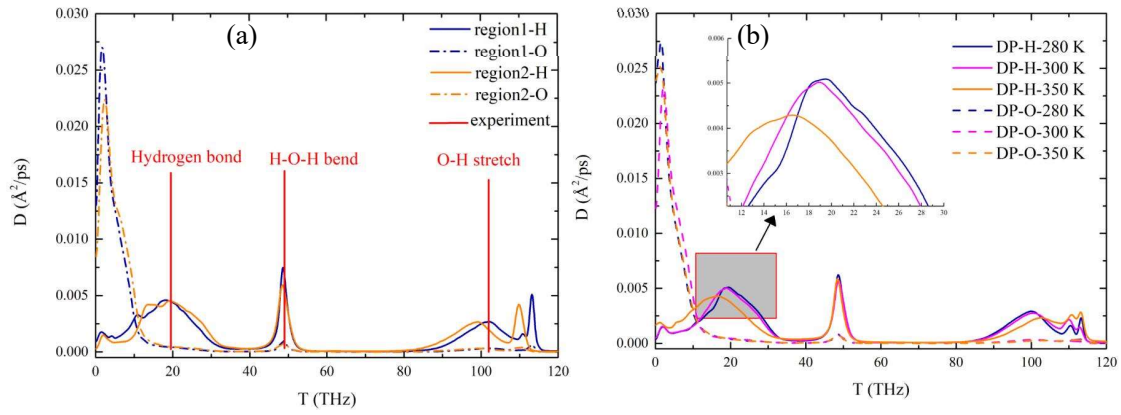 (a)
0.030
0.025
0.020
0.015
0.010
0.005
0.000
D (Å²/ps)
region1-H
region1-O
region2-H
region2-O
experiment
Hydrogen bond
H-O-H bend
O-H stretch
0 20 40 60 80 100 120
T (THz)
(b)
0.030
0.025
0.020
0.015
0.010
0.005
0.000
D (Å²/ps)
0.006
0.005
0.004
0.003
12 14 16 18 20 22 24 26 28 30
DP-H-280 K
DP-H-300 K
DP-H-350 K
DP-O-280 K
DP-O-300 K
DP-O-350 K
0 20 40 60 80 100 120
T (THz)